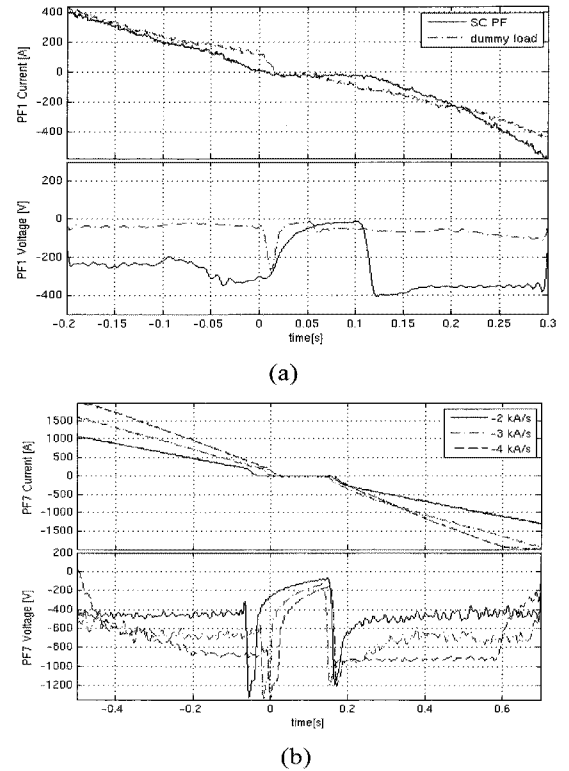 SC PF
dummy load
PF1 Current [A]
400
200
0
-200
-400
PF1 Voltage [V]
200
0
-200
-400
-0.2 -0.15 -0.1 -0.05 0 0.05 0.1 0.15 0.2 0.25 0.3
time[s]
(a)
-2 kA/s
-3 kA/s
-4 kA/s
PF7 Current [A]
1500
1000
500
0
-500
-1000
-1500
PF7 Voltage [V]
200
0
-200
-400
-600
-800
-1000
-1200
-0.4 -0.2 0 0.2 0.4 0.6
time[s]
(b)